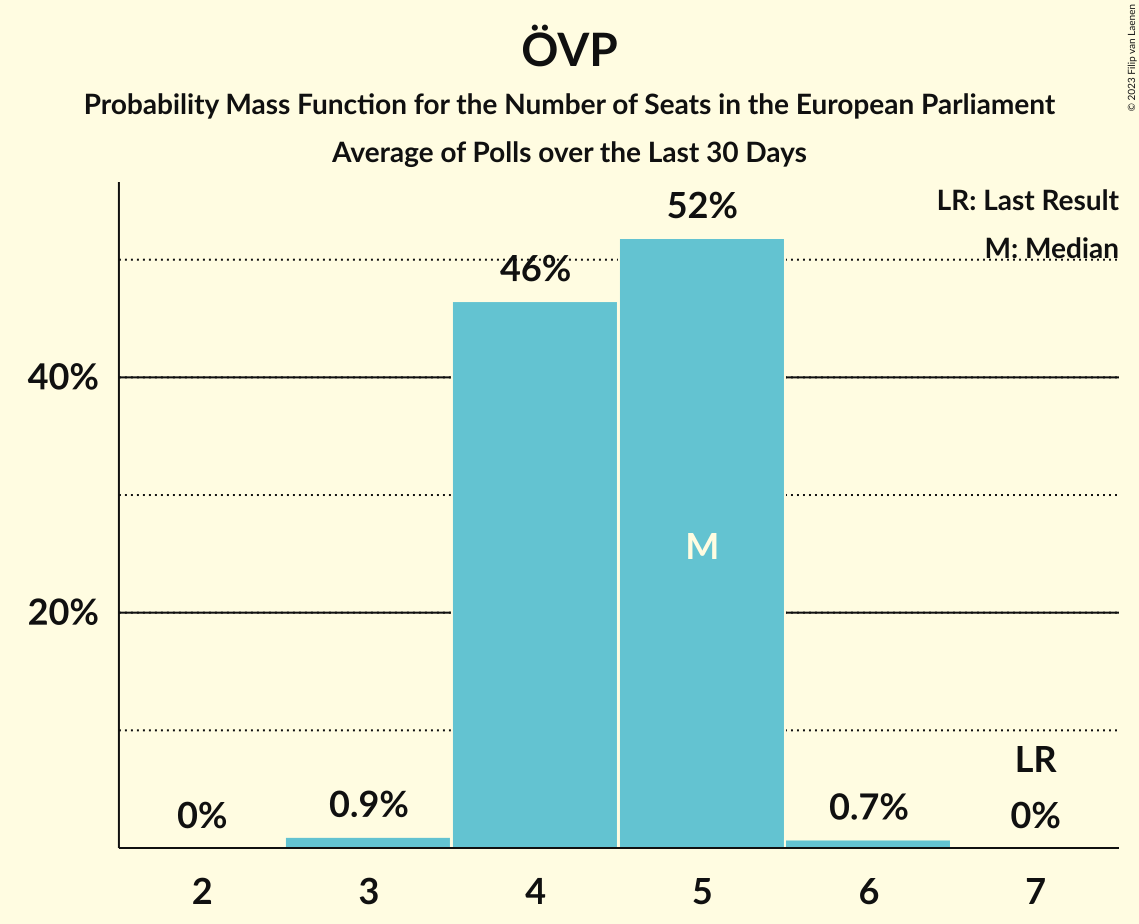 ÖVP
Probability Mass Function for the Number of Seats in the European Parliament
Average of Polls over the Last 30 Days
© 2023 Filip van Laenen
LR: Last Result
M: Median
52%
46%
40%
M
20%
LR
0%
0.9%
0.7%
0%
2
3
4
5
6
7